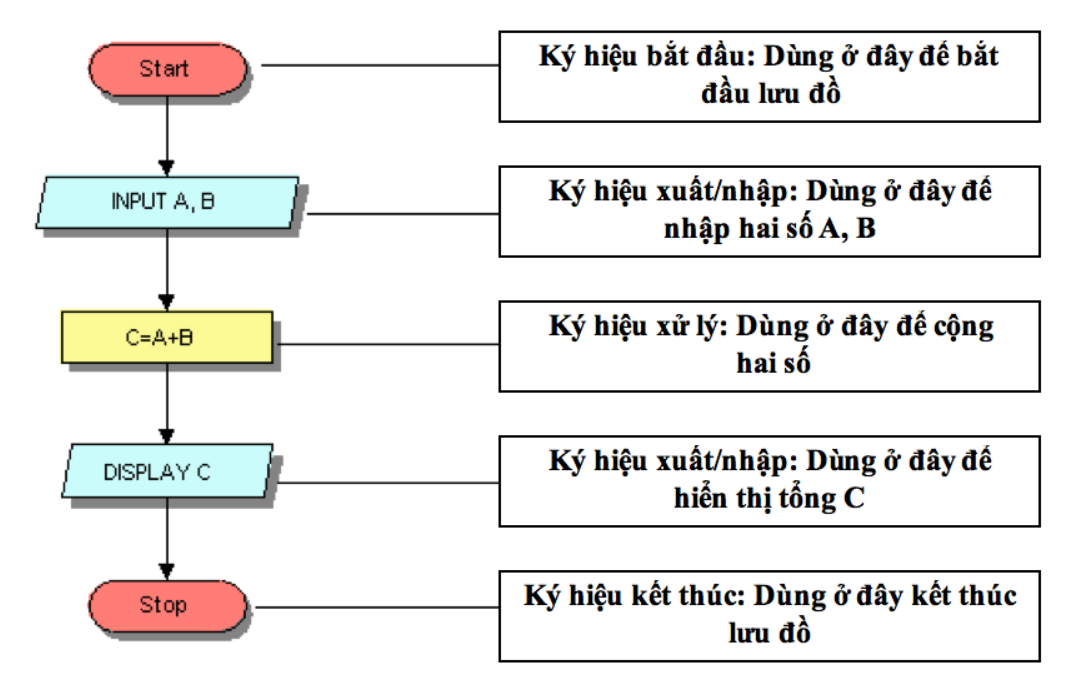 Start
Ký hiệu bắt đầu: Dùng ở đây để bắt
đầu lưu đồ
INPUT A, B
Ký hiệu xuất/nhập: Dùng ở đây để
nhập hai số A, B
C=A+B
Ký hiệu xử lý: Dùng ở đây để cộng
hai số
DISPLAY C
Ký hiệu xuất/nhập: Dùng ở đây để
hiển thị tổng C
Stop
Ký hiệu kết thúc: Dùng ở đây kết thúc
lưu đồ